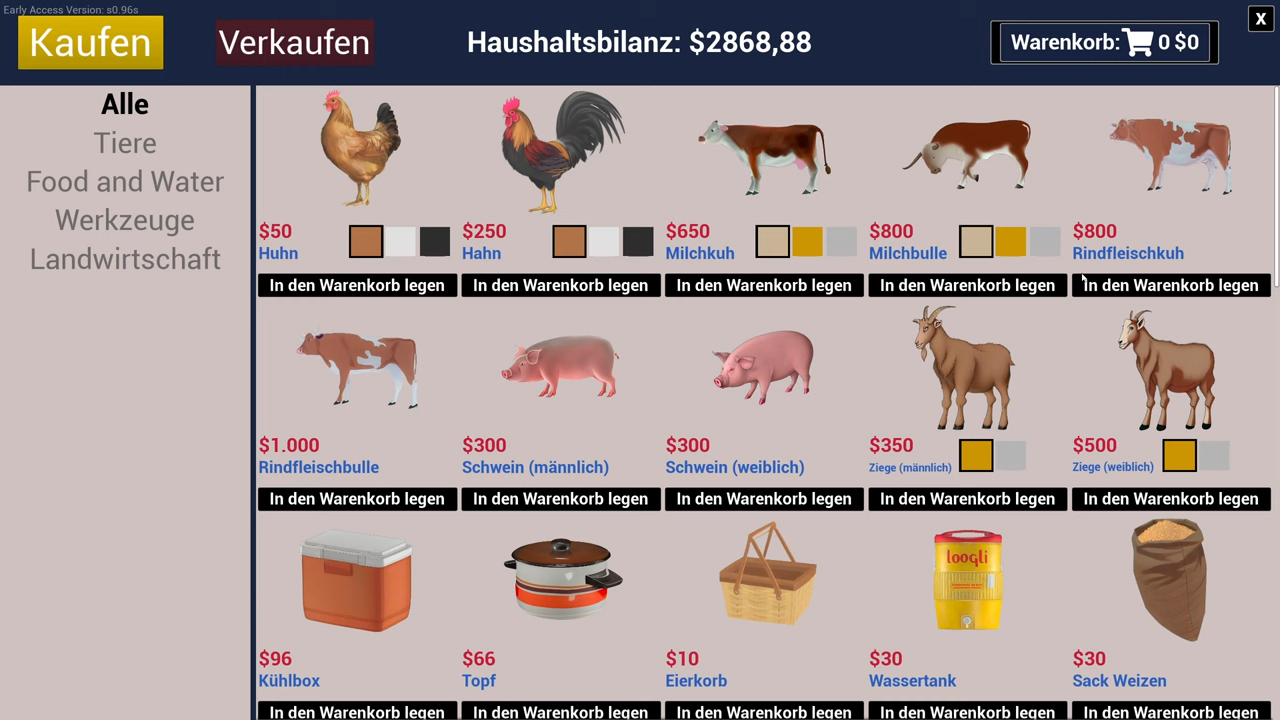 Early Access Version: s0.96s
Kaufen
Verkaufen
Haushaltsbilanz: $2868,88
Warenkorb: 0 $0
X
Alle
Tiere
Food and Water
Werkzeuge
Landwirtschaft
$50
Huhn
In den Warenkorb legen
$250
Hahn
In den Warenkorb legen
$650
Milchkuh
In den Warenkorb legen
$800
Milchbulle
In den Warenkorb legen
$800
Rindfleischkuh
In den Warenkorb legen
$1.000
Rindfleischbulle
In den Warenkorb legen
$300
Schwein (männlich)
In den Warenkorb legen
$300
Schwein (weiblich)
In den Warenkorb legen
$350
Ziege (männlich)
In den Warenkorb legen
$500
Ziege (weiblich)
In den Warenkorb legen
$96
Kühlbox
In den Warenkorb legen
$66
Topf
In den Warenkorb legen
$10
Eierkorb
In den Warenkorb legen
loogli
$30
Wassertank
In den Warenkorb legen
$30
Sack Weizen
In den Warenkorb legen